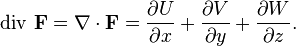 div F = ∇ · F = ∂U/∂x + ∂V/∂y + ∂W/∂z.